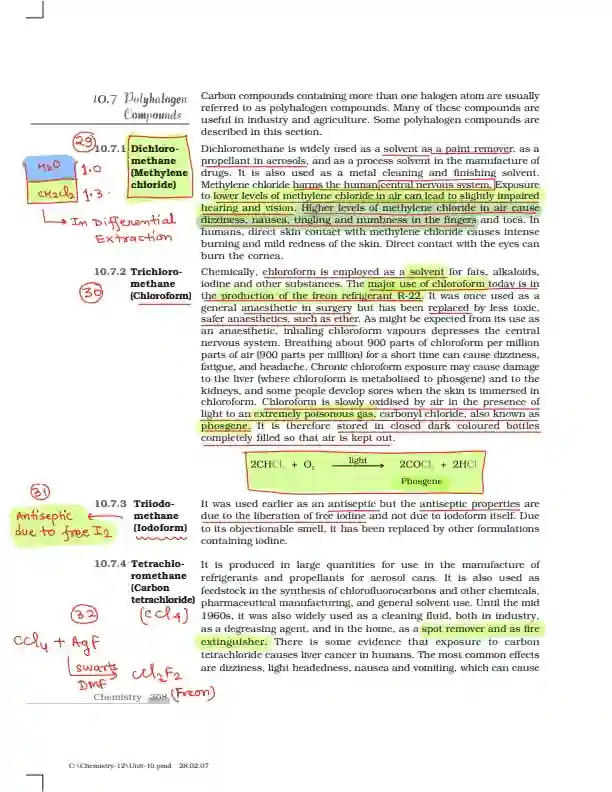 10.7 Polyhalogen
Compounds
Carbon compounds containing more than one halogen atom are usually
referred to as polyhalogen compounds. Many of these compounds are
useful in industry and agriculture. Some polyhalogen compounds are
described in this section.
29
10.7.1 Dichloro-
methane
(Methylene
chloride)
H2O 1.0
CH2Cl2 1.3
In Differential
Extraction
Dichloromethane is widely used as a solvent as a paint remover, as a
propellant in aerosols, and as a process solvent in the manufacture of
drugs. It is also used as a metal cleaning and finishing solvent.
Methylene chloride harms the human central nervous system. Exposure
to lower levels of methylene chloride in air can lead to slightly impaired
hearing and vision. Higher levels of methylene chloride in air cause
dizziness, nausea, tingling and numbness in the fingers and toes. In
humans, direct skin contact with methylene chloride causes intense
burning and mild redness of the skin. Direct contact with the eyes can
burn the cornea.
10.7.2 Trichloro-
methane
(Chloroform)
30
Chemically, chloroform is employed as a solvent for fats, alkaloids,
iodine and other substances. The major use of chloroform today is in
the production of the freon refrigerant R-22. It was once used as a
general anaesthetic in surgery but has been replaced by less toxic,
safer anaesthetics, such as ether. As might be expected from its use as
an anaesthetic, inhaling chloroform vapours depresses the central
nervous system. Breathing about 900 parts of chloroform per million
parts of air (900 parts per million) for a short time can cause dizziness,
fatigue, and headache. Chronic chloroform exposure may cause damage
to the liver (where chloroform is metabolised to phosgene) and to the
kidneys, and some people develop sores when the skin is immersed in
chloroform. Chloroform is slowly oxidised by air in the presence of
light to an extremely poisonous gas, carbonyl chloride, also known as
phosgene. It is therefore stored in closed dark coloured bottles
completely filled so that air is kept out.
2CHCl3 + O2 light 2COCl2 + 2HCl
Phosgene
31
10.7.3 Triiodo-
methane
(Iodoform)
Antiseptic
due to free I2
It was used earlier as an antiseptic but the antiseptic properties are
due to the liberation of free iodine and not due to iodoform itself. Due
to its objectionable smell, it has been replaced by other formulations
containing iodine.
10.7.4 Tetrachlo-
romethane
(Carbon
tetrachloride)
(CCl4)
32
CCl4 + AgF
swarts
DMF
CCl2F2
(Freon)
It is produced in large quantities for use in the manufacture of
refrigerants and propellants for aerosol cans. It is also used as
feedstock in the synthesis of chlorofluorocarbons and other chemicals,
pharmaceutical manufacturing, and general solvent use. Until the mid
1960s, it was also widely used as a cleaning fluid, both in industry,
as a degreasing agent, and in the home, as a spot remover and as fire
extinguisher. There is some evidence that exposure to carbon
tetrachloride causes liver cancer in humans. The most common effects
are dizziness, light headedness, nausea and vomiting, which can cause
Chemistry 308
C:\Chemistry-12\Unit-10.pmd 28.02.07